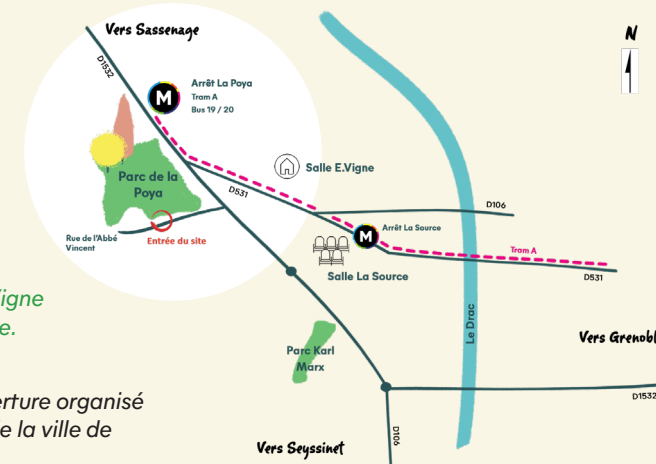 Vers Sassenage
N
D1532
Arrêt La Poya
Tram A
Bus 19 / 20
M
Salle E.Vigne
Parc de la
Poya
D531
D106
Arrêt La Source
M
Rue de l'Abbé
Vincent
Entrée du site
Tram A
Salle La Source
D531
igne
e.
Le Drac
Vers Grenobl
Parc Karl
Marx
erture organisé
e la ville de
D1532
D106
Vers Seyssinet